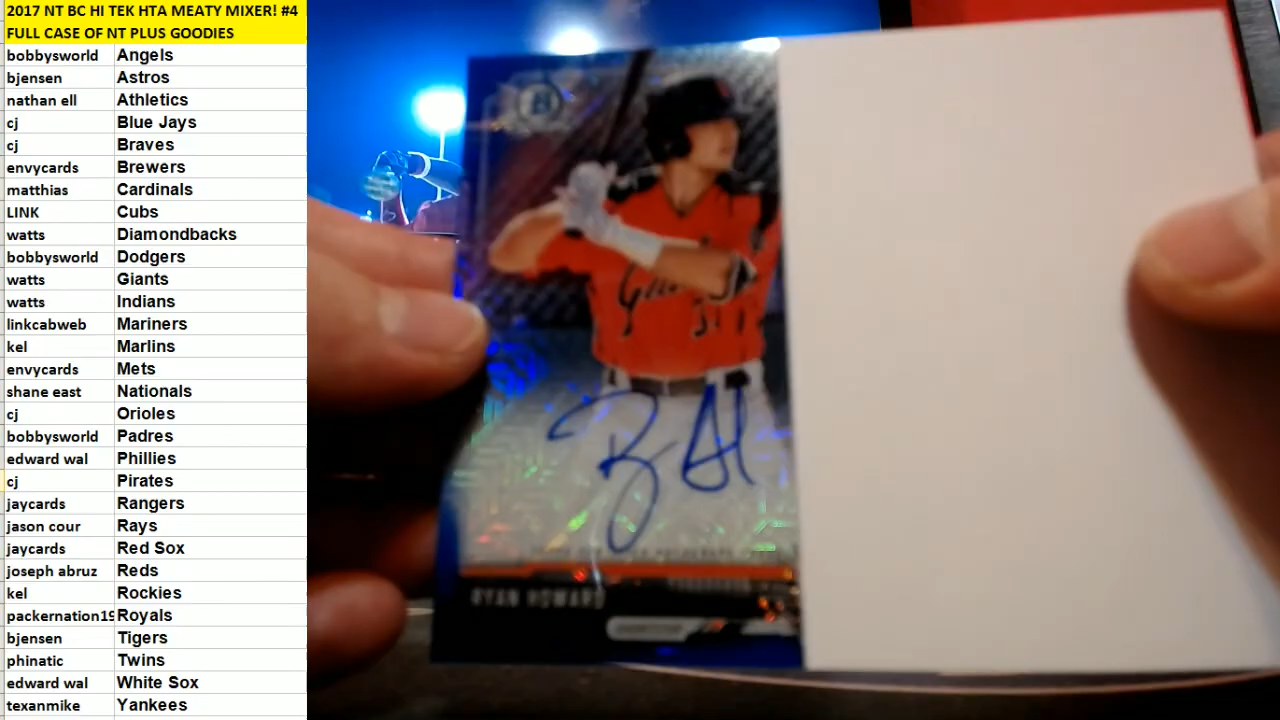 2017 NT BC HI TEK HTA MEATY MIXER! #4
FULL CASE OF NT PLUS GOODIES
bobbysworld Angels
bjensen Astros
nathan ell Athletics
cj Blue Jays
cj Braves
envycards Brewers
matthias Cardinals
LINK Cubs
watts Diamondbacks
bobbysworld Dodgers
watts Giants
watts Indians
linkcabweb Mariners
kel Marlins
envycards Mets
shane east Nationals
cj Orioles
bobbysworld Padres
edward wal Phillies
cj Pirates
jaycards Rangers
jason cour Rays
jaycards Red Sox
joseph abruz Reds
kel Rockies
packernation19 Royals
bjensen Tigers
phinatic Twins
edward wal White Sox
texanmike Yankees
B
RYAN HOWARD